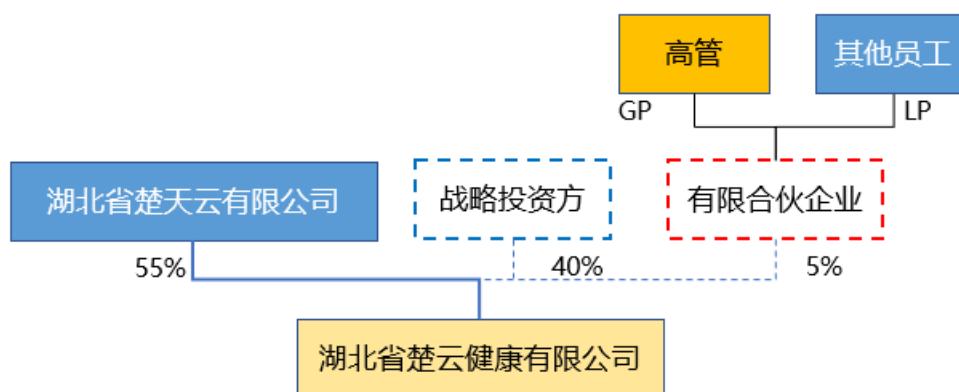 高管
其他员工
GP
LP
湖北省楚天云有限公司
战略投资方
有限合伙企业
55%
40%
5%
湖北省楚云健康有限公司